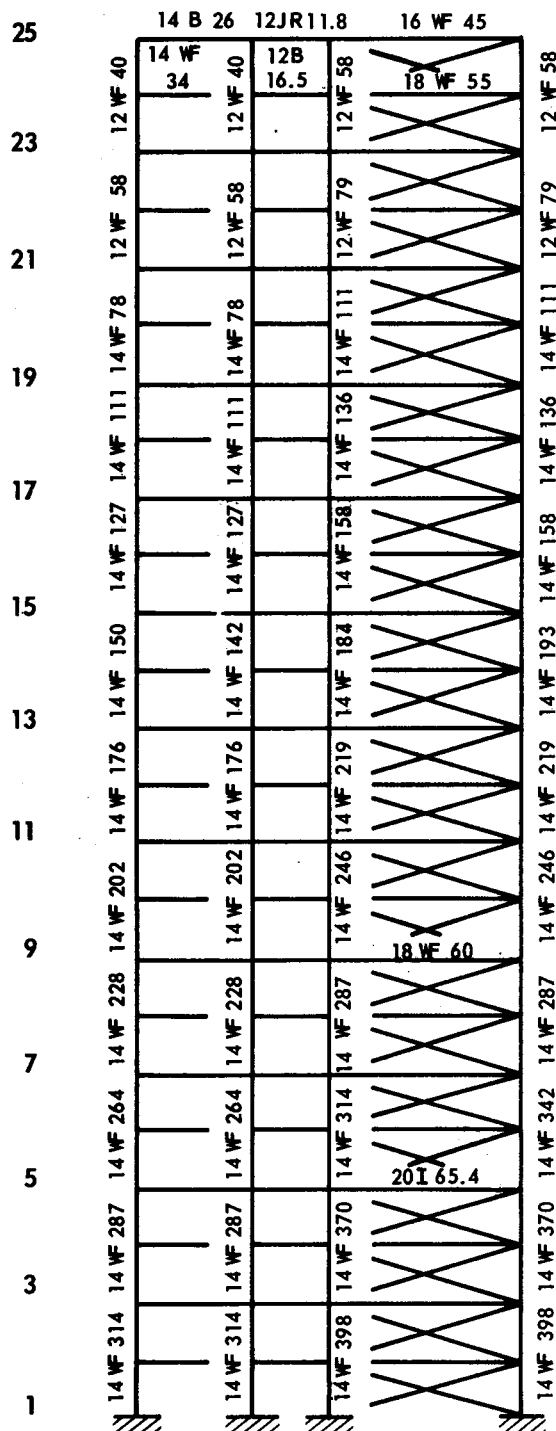 25
14 B 26 12JR11.8 16 WF 45
14 WF 34
12B 16.5
18 WF 55
12 WF 40
12 WF 40
12 WF 58
12 WF 58
23
12 WF 58
12 WF 58
12 WF 79
12 WF 79
21
14 WF 78
14 WF 78
14 WF 111
14 WF 111
19
14 WF 111
14 WF 111
14 WF 136
14 WF 136
17
14 WF 127
14 WF 127
14 WF 158
14 WF 158
15
14 WF 150
14 WF 142
14 WF 184
14 WF 193
13
14 WF 176
14 WF 176
14 WF 219
14 WF 219
11
14 WF 202
14 WF 202
14 WF 246
14 WF 246
9
18 WF 60
14 WF 228
14 WF 228
14 WF 287
14 WF 287
7
14 WF 264
14 WF 264
14 WF 314
14 WF 342
5
20 I 65.4
14 WF 287
14 WF 287
14 WF 370
14 WF 370
3
14 WF 314
14 WF 314
14 WF 398
14 WF 398
1